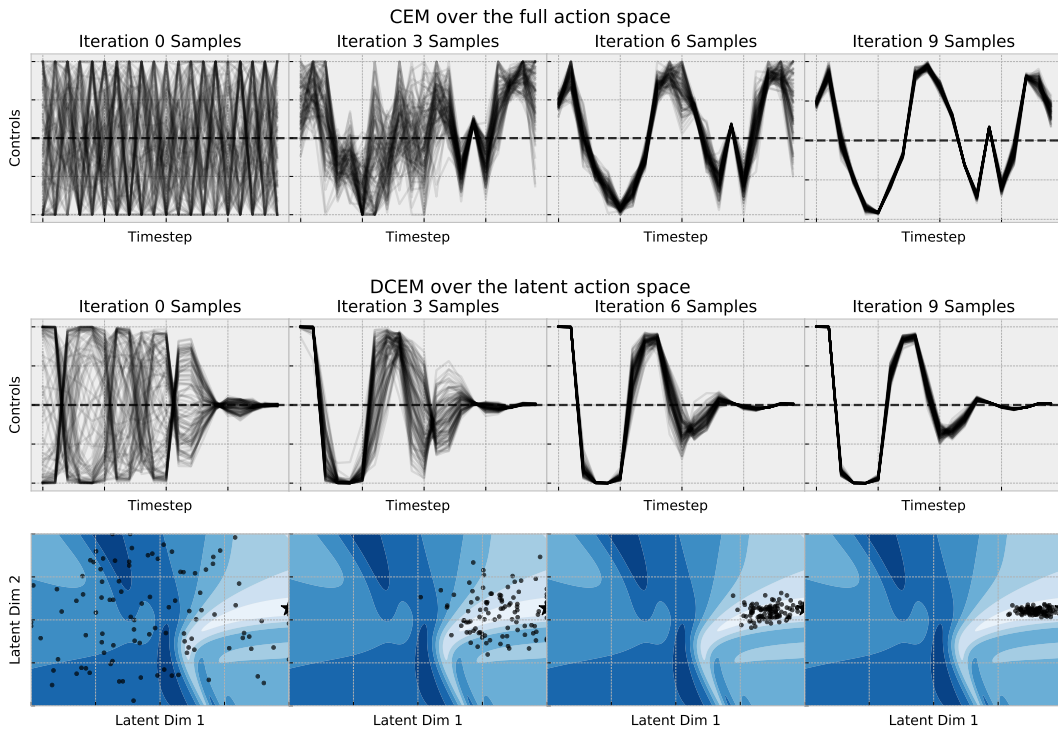 CEM over the full action space
Iteration 0 Samples
Iteration 3 Samples
Iteration 6 Samples
Iteration 9 Samples
Controls
Timestep
Timestep
Timestep
Timestep
DCEM over the latent action space
Iteration 0 Samples
Iteration 3 Samples
Iteration 6 Samples
Iteration 9 Samples
Controls
Timestep
Timestep
Timestep
Timestep
Latent Dim 2
Latent Dim 1
Latent Dim 1
Latent Dim 1
Latent Dim 1